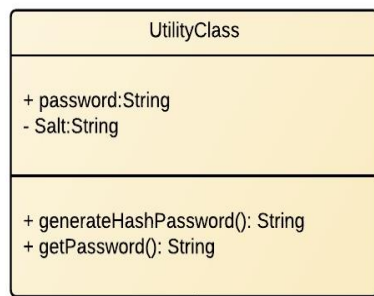 UtilityClass
+ password:String
- Salt:String
+ generateHashPassword(): String
+ getPassword(): String